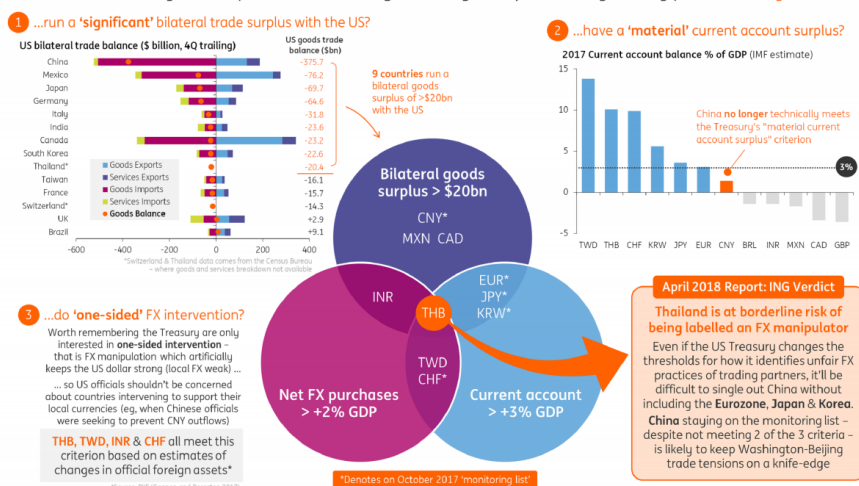 1 ...run a 'significant' bilateral trade surplus with the US?
US bilateral trade balance ($ billion, 4Q trailing)
US goods trade
balance ($bn)
China -375.7
Mexico -76.2
Japan -69.7
Germany -64.6
Italy -31.8
India -23.6
Canada -23.2
South Korea -22.6
Thailand* -20.4
Taiwan -16.1
France -15.7
Switzerland* -14.3
UK +2.9
Brazil +9.1
Goods Exports
Services Exports
Goods Imports
Services Imports
Goods Balance
*Switzerland & Thailand data comes from the Census Bureau
– where goods and services breakdown not available
-600 -400 -200 0 200 400
9 countries run a
bilateral goods
surplus of >$20bn
with the US
2 ...have a 'material' current account surplus?
2017 Current account balance % of GDP (IMF estimate)
15
10
5
0
-5
China no longer technically meets
the Treasury's "material current
account surplus" criterion
3%
TWD THB CHF KRW JPY EUR CNY BRL INR MXN CAD GBP
Bilateral goods
surplus > $20bn
CNY*
MXN CAD
INR
EUR*
JPY*
KRW*
THB
TWD
CHF*
Net FX purchases
> +2% GDP
Current account
> +3% GDP
*Denotes on October 2017 'monitoring list'
3 ...do 'one-sided' FX intervention?
Worth remembering the Treasury are only
interested in one-sided intervention –
that is FX manipulation which artificially
keeps the US dollar strong (local FX weak) ...
... so US officials shouldn't be concerned
about countries intervening to support their
local currencies (eg, when Chinese officials
were seeking to prevent CNY outflows)
THB, TWD, INR & CHF all meet this
criterion based on estimates of
changes in official foreign assets*
April 2018 Report: ING Verdict
Thailand is at borderline risk of
being labelled an FX manipulator
Even if the US Treasury changes the
thresholds for how it identifies unfair FX
practices of trading partners, it'll be
difficult to single out China without
including the Eurozone, Japan & Korea.
China staying on the monitoring list –
despite not meeting 2 of the 3 criteria –
is likely to keep Washington-Beijing
trade tensions on a knife-edge